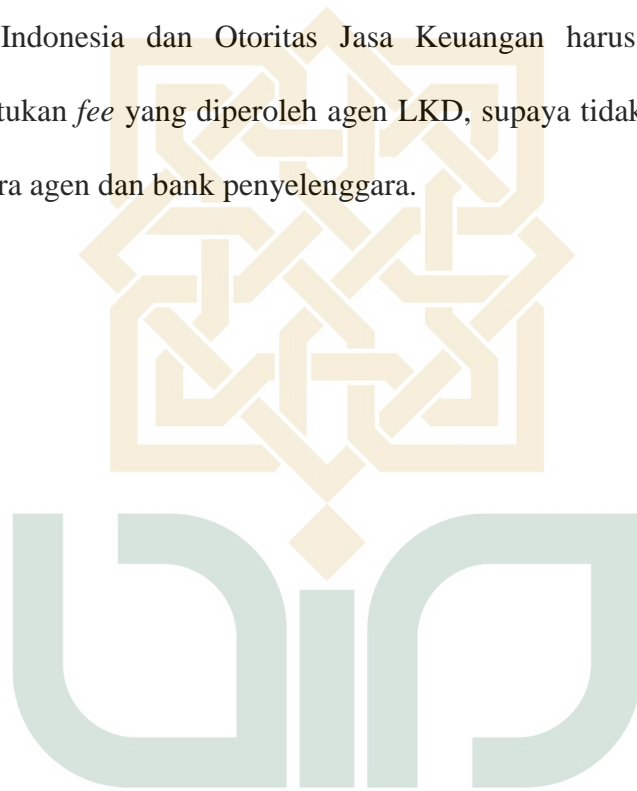 Indonesia dan Otoritas Jasa Keuangan harus
tukan fee yang diperoleh agen LKD, supaya tidak
ra agen dan bank penyelenggara.